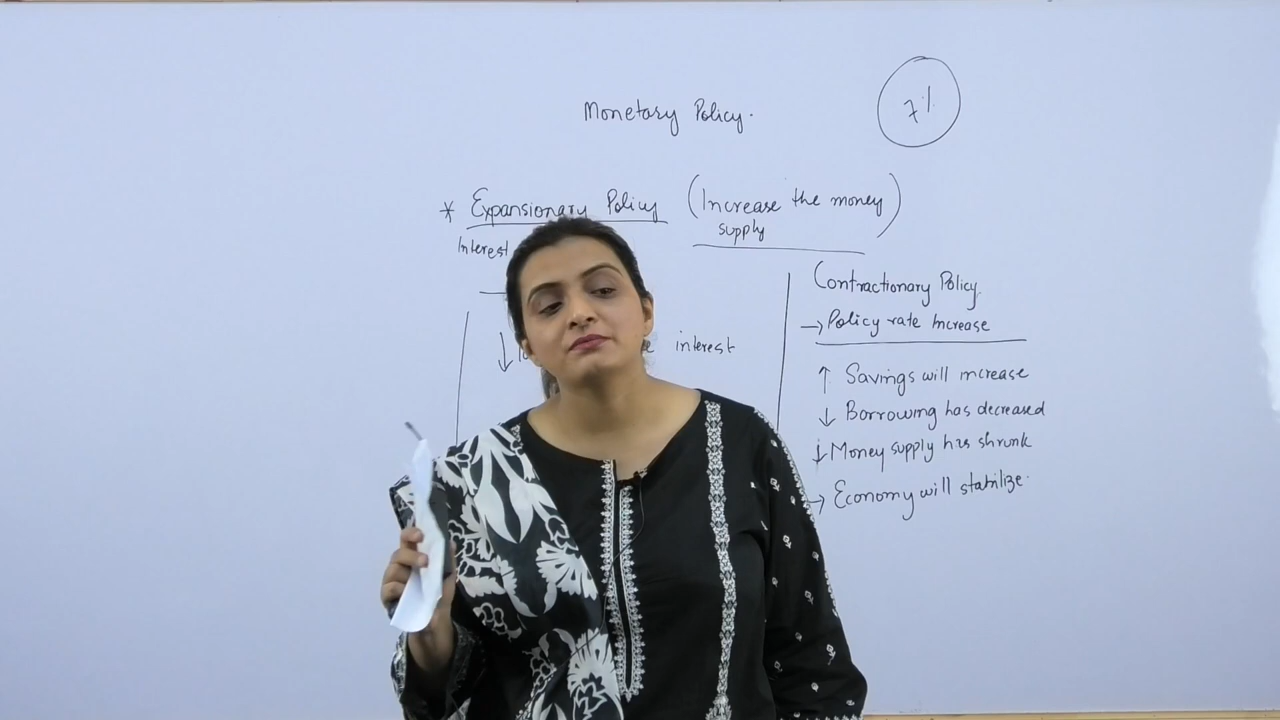 Monetary Policy.
7%
* Expansionary Policy (Increase the money
supply)
Interest
↓
interest
Contractionary Policy.
→ Policy rate increase
↑ Savings will increase
↓ Borrowing has decreased
↓ Money supply has shrunk
→ Economy will stabilize.